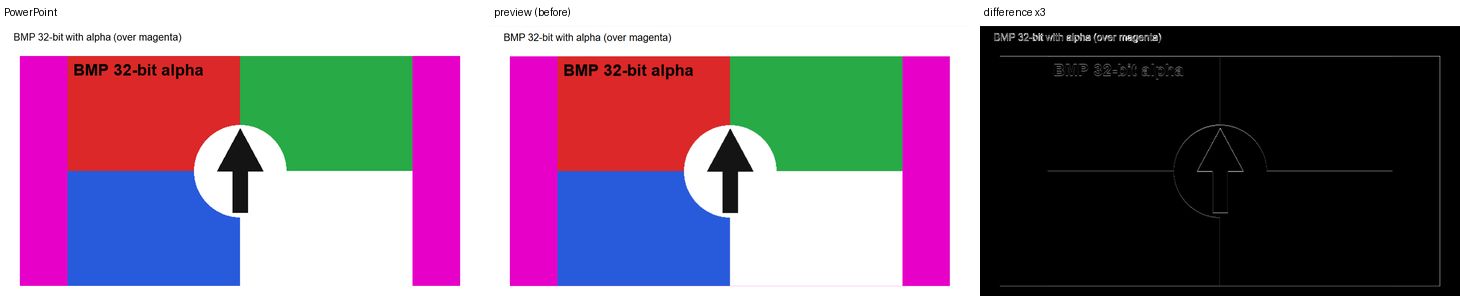 PowerPoint
preview (before)
difference x3
BMP 32-bit with alpha (over magenta)
BMP 32-bit with alpha (over magenta)
BMP 32-bit with alpha (over magenta)
BMP 32-bit alpha
BMP 32-bit alpha
BMP 32-bit alpha